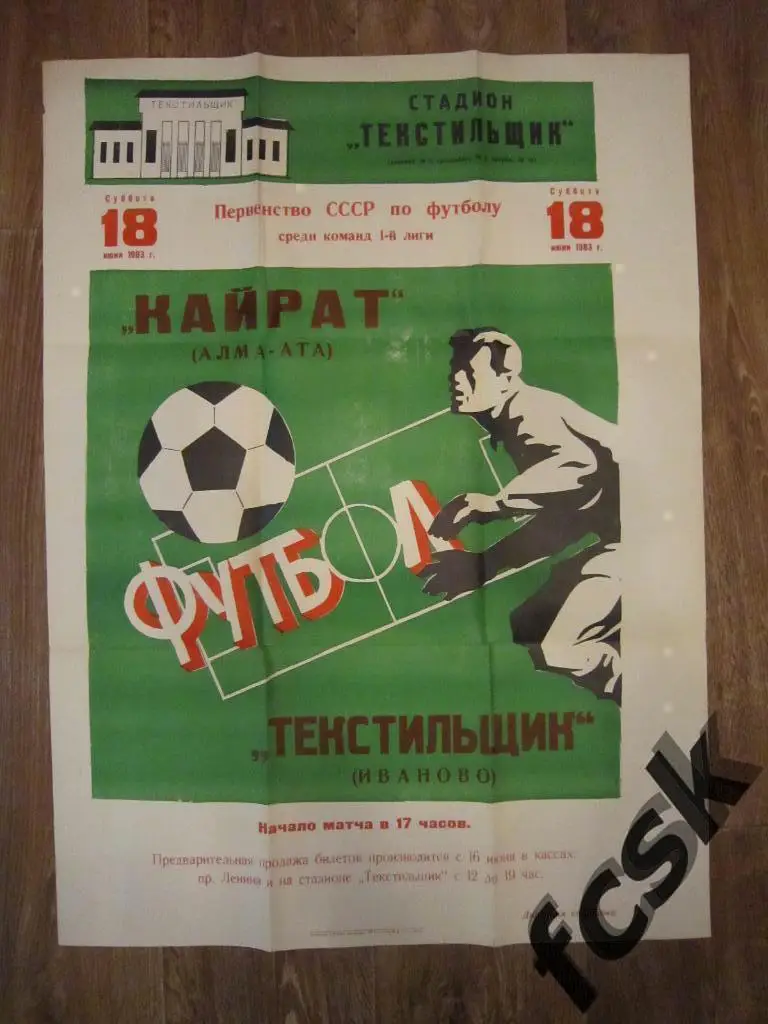 ТЕКСТИЛЬЩИК
СТАДИОН
„ТЕКСТИЛЬЩИК“
Суббота
18
июня 1983 г.
Первенство СССР по футболу
среди команд 1-й лиги
Суббота
18
июня 1983 г.
„КАЙРАТ“
(АЛМА-АТА)
ФУТБОЛ
„ТЕКСТИЛЬЩИК“
(ИВАНОВО)
Начало матча в 17 часов.
Предварительная продажа билетов производится с 16 июня в кассах:
пр. Ленина и на стадионе „Текстильщик“ с 12 до 19 час.
fcsk